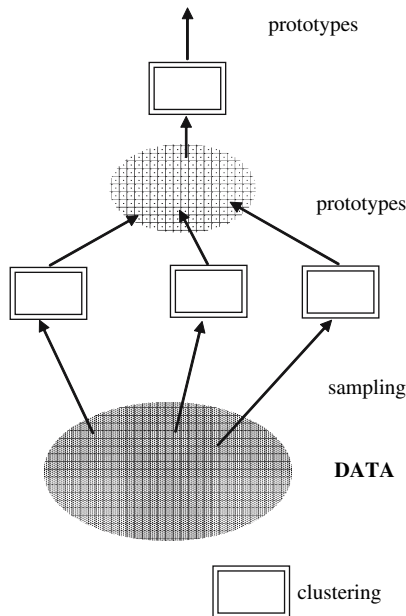 prototypes
prototypes
sampling
DATA
clustering